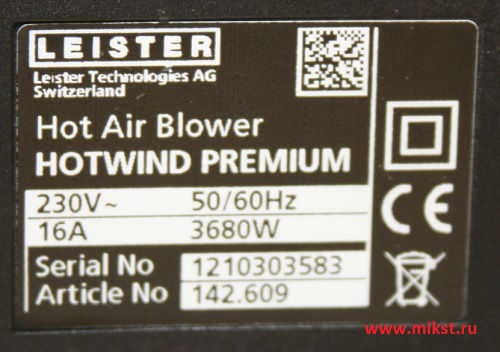 LEISTER
Leister Technologies AG
Switzerland
Hot Air Blower
HOTWIND PREMIUM
230V~ 50/60Hz
16A 3680W
Serial No 1210303583
Article No 142.609
CE
www.mikst.ru